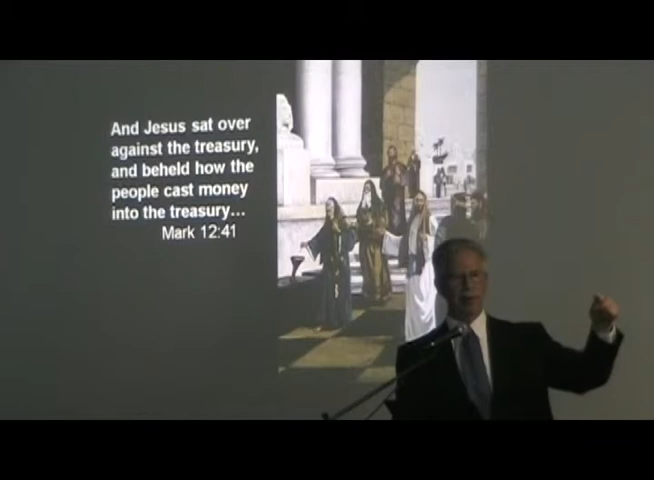 And Jesus sat over
against the treasury,
and beheld how the
people cast money
into the treasury...
Mark 12:41